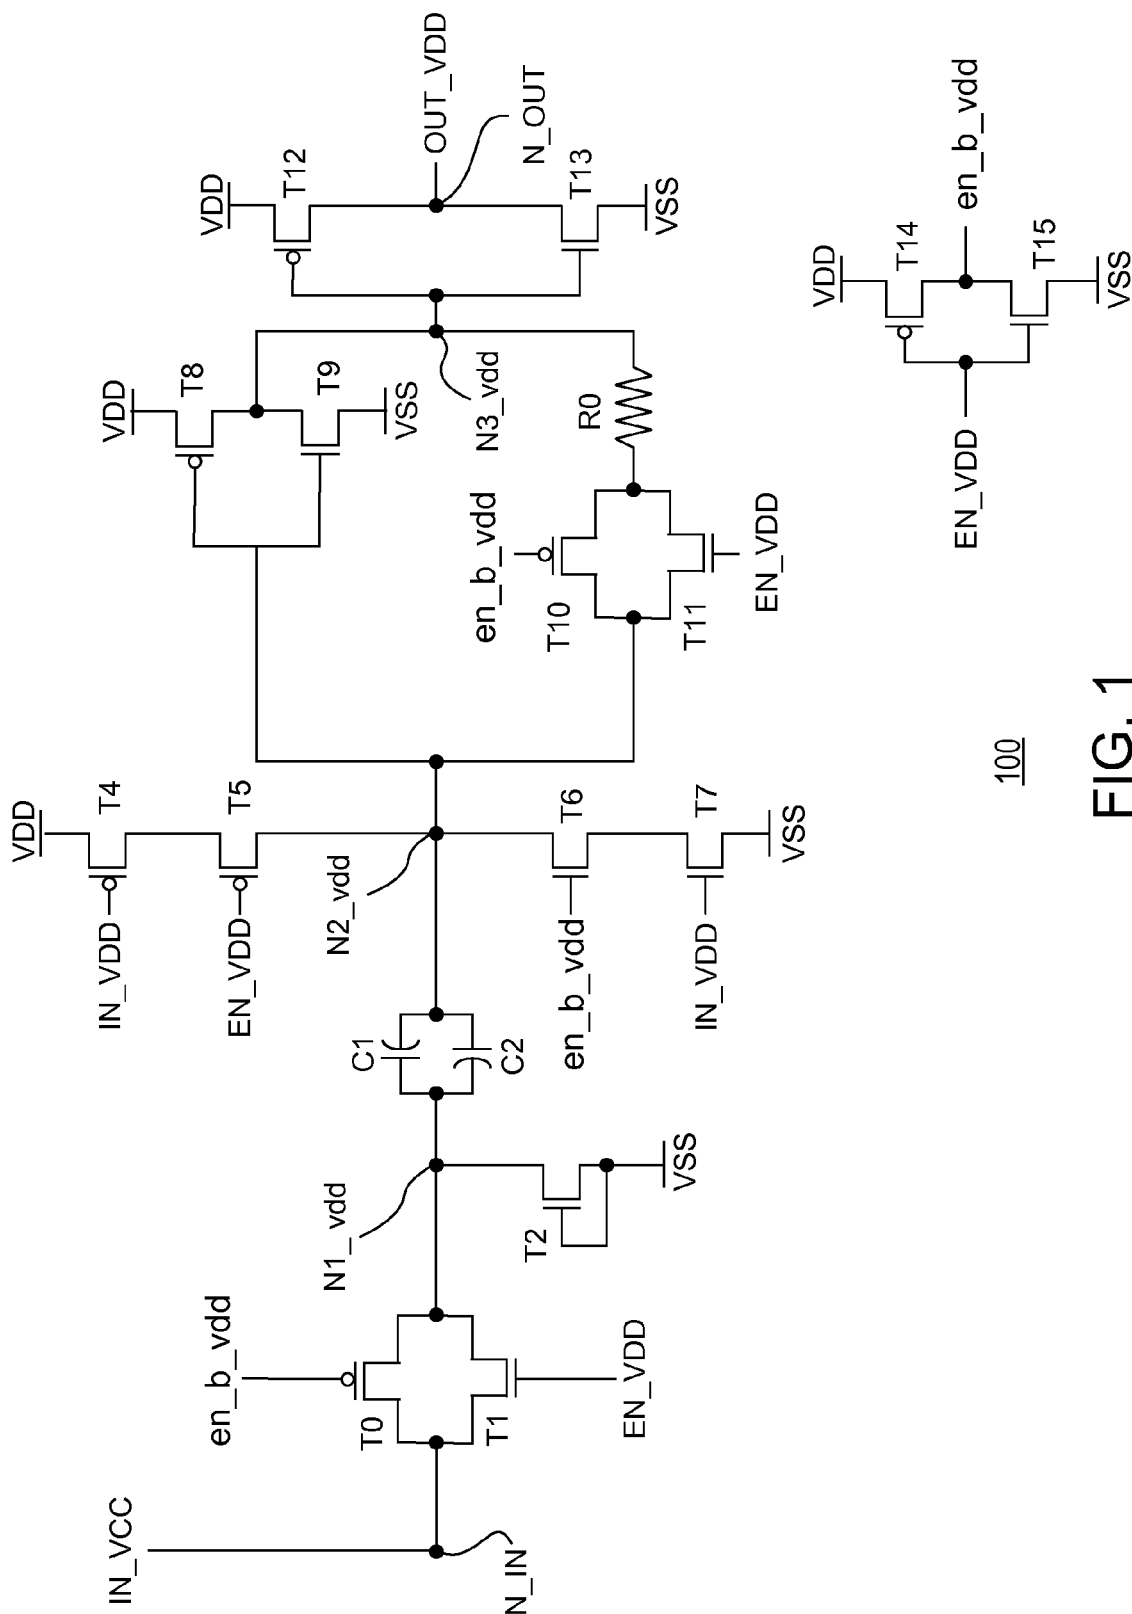 IN_VCC
N_IN
en_b_vdd
T0
T1
EN_VDD
N1_vdd
T2
VSS
C1
C2
VDD
IN_VDD
T4
EN_VDD
T5
N2_vdd
en_b_vdd
T6
IN_VDD
T7
VSS
VDD
T8
T9
VSS
en_b_vdd
T10
T11
EN_VDD
R0
N3_vdd
VDD
T12
OUT_VDD
N_OUT
T13
VSS
VDD
T14
EN_VDD
en_b_vdd
T15
VSS
100
FIG. 1